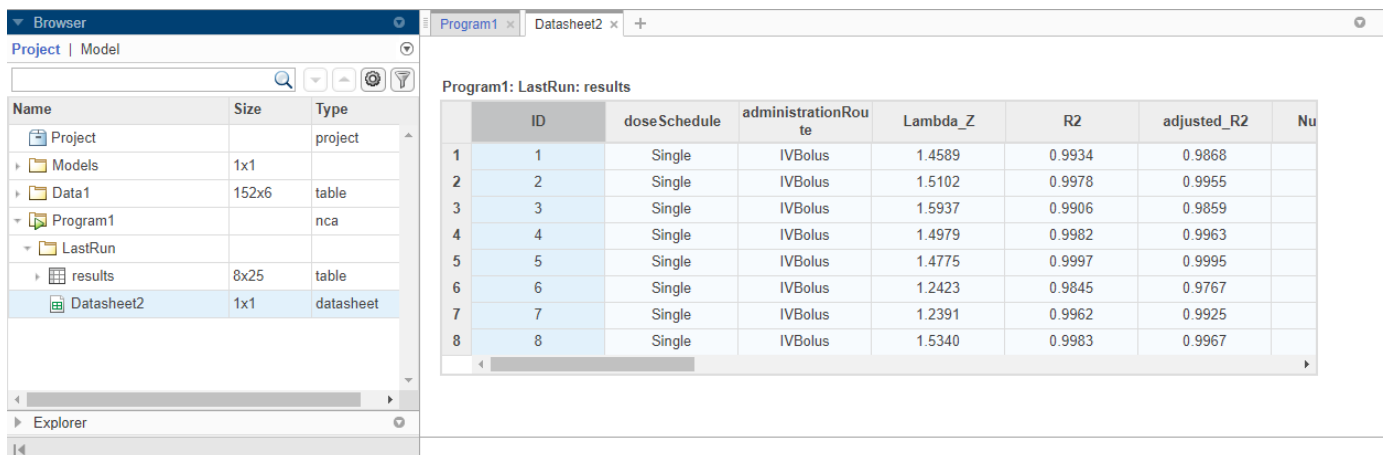 Browser
Project | Model
Name Size Type
Project project
Models 1x1
Data1 152x6 table
Program1 nca
LastRun
results 8x25 table
Datasheet2 1x1 datasheet
Explorer
Program1 × Datasheet2 × +
Program1: LastRun: results
ID doseSchedule administrationRou
te Lambda_Z R2 adjusted_R2 Nu
1 1 Single IVBolus 1.4589 0.9934 0.9868
2 2 Single IVBolus 1.5102 0.9978 0.9955
3 3 Single IVBolus 1.5937 0.9906 0.9859
4 4 Single IVBolus 1.4979 0.9982 0.9963
5 5 Single IVBolus 1.4775 0.9997 0.9995
6 6 Single IVBolus 1.2423 0.9845 0.9767
7 7 Single IVBolus 1.2391 0.9962 0.9925
8 8 Single IVBolus 1.5340 0.9983 0.9967